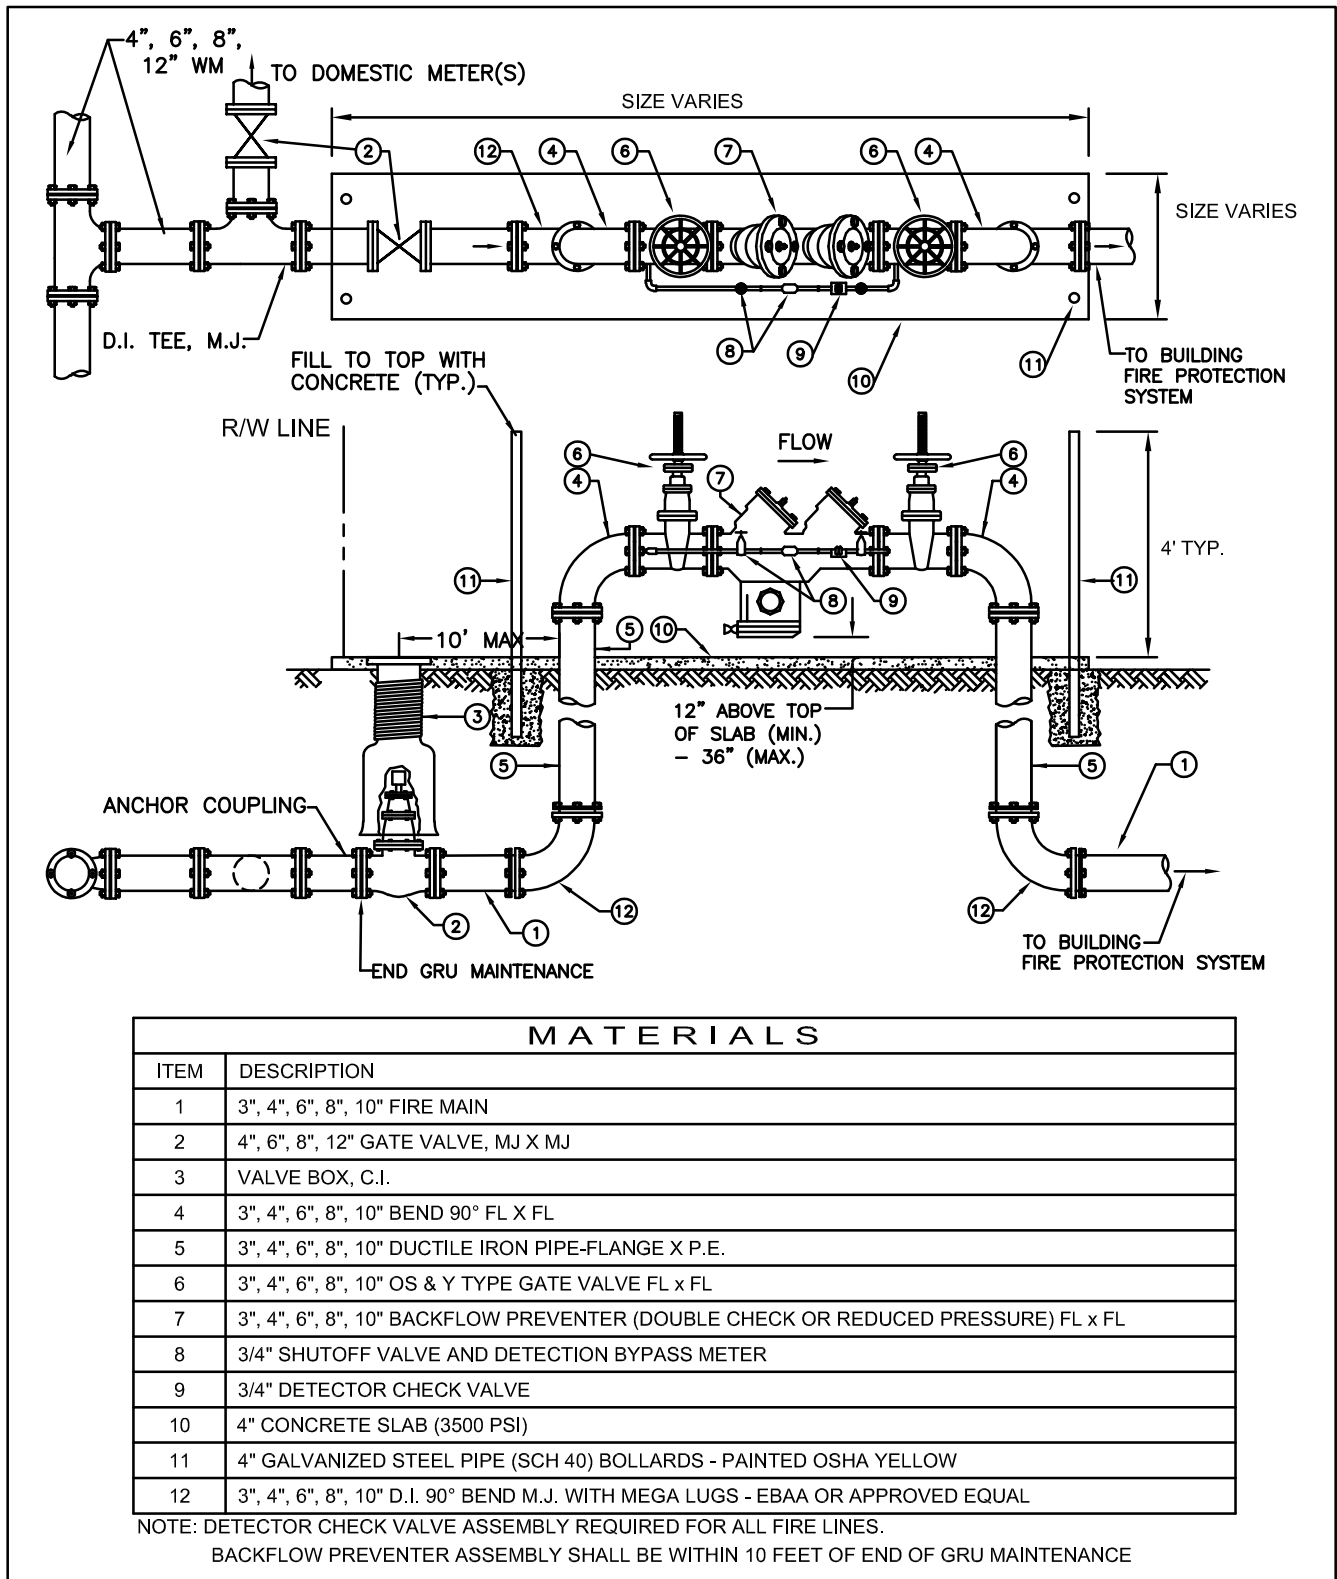 4", 6", 8",
12" WM
TO DOMESTIC METER(S)
SIZE VARIES
2
12
4
6
7
6
4
SIZE VARIES
D.I. TEE, M.J.
8
9
10
11
TO BUILDING
FIRE PROTECTION
SYSTEM
FILL TO TOP WITH
CONCRETE (TYP.)
R/W LINE
6
4
7
FLOW
6
4
4' TYP.
11
11
8
9
10' MAX
5
10
3
12" ABOVE TOP
OF SLAB (MIN.)
- 36" (MAX.)
5
5
1
ANCHOR COUPLING
2
1
12
12
END GRU MAINTENANCE
TO BUILDING
FIRE PROTECTION SYSTEM
MATERIALS
ITEM DESCRIPTION
1 3", 4", 6", 8", 10" FIRE MAIN
2 4", 6", 8", 12" GATE VALVE, MJ X MJ
3 VALVE BOX, C.I.
4 3", 4", 6", 8", 10" BEND 90° FL X FL
5 3", 4", 6", 8", 10" DUCTILE IRON PIPE-FLANGE X P.E.
6 3", 4", 6", 8", 10" OS & Y TYPE GATE VALVE FL x FL
7 3", 4", 6", 8", 10" BACKFLOW PREVENTER (DOUBLE CHECK OR REDUCED PRESSURE) FL x FL
8 3/4" SHUTOFF VALVE AND DETECTION BYPASS METER
9 3/4" DETECTOR CHECK VALVE
10 4" CONCRETE SLAB (3500 PSI)
11 4" GALVANIZED STEEL PIPE (SCH 40) BOLLARDS - PAINTED OSHA YELLOW
12 3", 4", 6", 8", 10" D.I. 90° BEND M.J. WITH MEGA LUGS - EBAA OR APPROVED EQUAL
NOTE: DETECTOR CHECK VALVE ASSEMBLY REQUIRED FOR ALL FIRE LINES.
BACKFLOW PREVENTER ASSEMBLY SHALL BE WITHIN 10 FEET OF END OF GRU MAINTENANCE